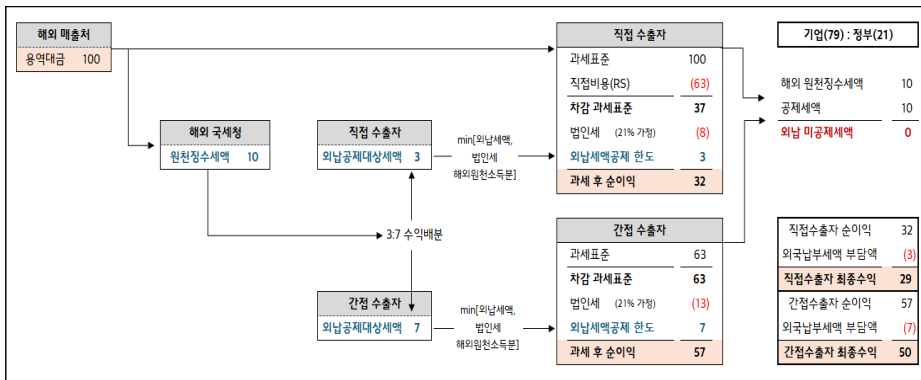 해외 매출처
용역대금 100
해외 국세청
원천징수세액 10
직접 수출자
외납공제대상세액 3
min[외납세액,
법인세
해외원천소득분]
3:7 수익배분
간접 수출자
외납공제대상세액 7
min[외납세액,
법인세
해외원천소득분]
직접 수출자
과세표준 100
직접비용(RS) (63)
차감 과세표준 37
법인세 (21% 가정) (8)
외납세액공제 한도 3
과세 후 순이익 32
간접 수출자
과세표준 63
차감 과세표준 63
법인세 (21% 가정) (13)
외납세액공제 한도 7
과세 후 순이익 57
기업(79) : 정부(21)
해외 원천징수세액 10
공제세액 10
외납 미공제세액 0
직접수출자 순이익 32
외국납부세액 부담액 (3)
직접수출자 최종수익 29
간접수출자 순이익 57
외국납부세액 부담액 (7)
간접수출자 최종수익 50